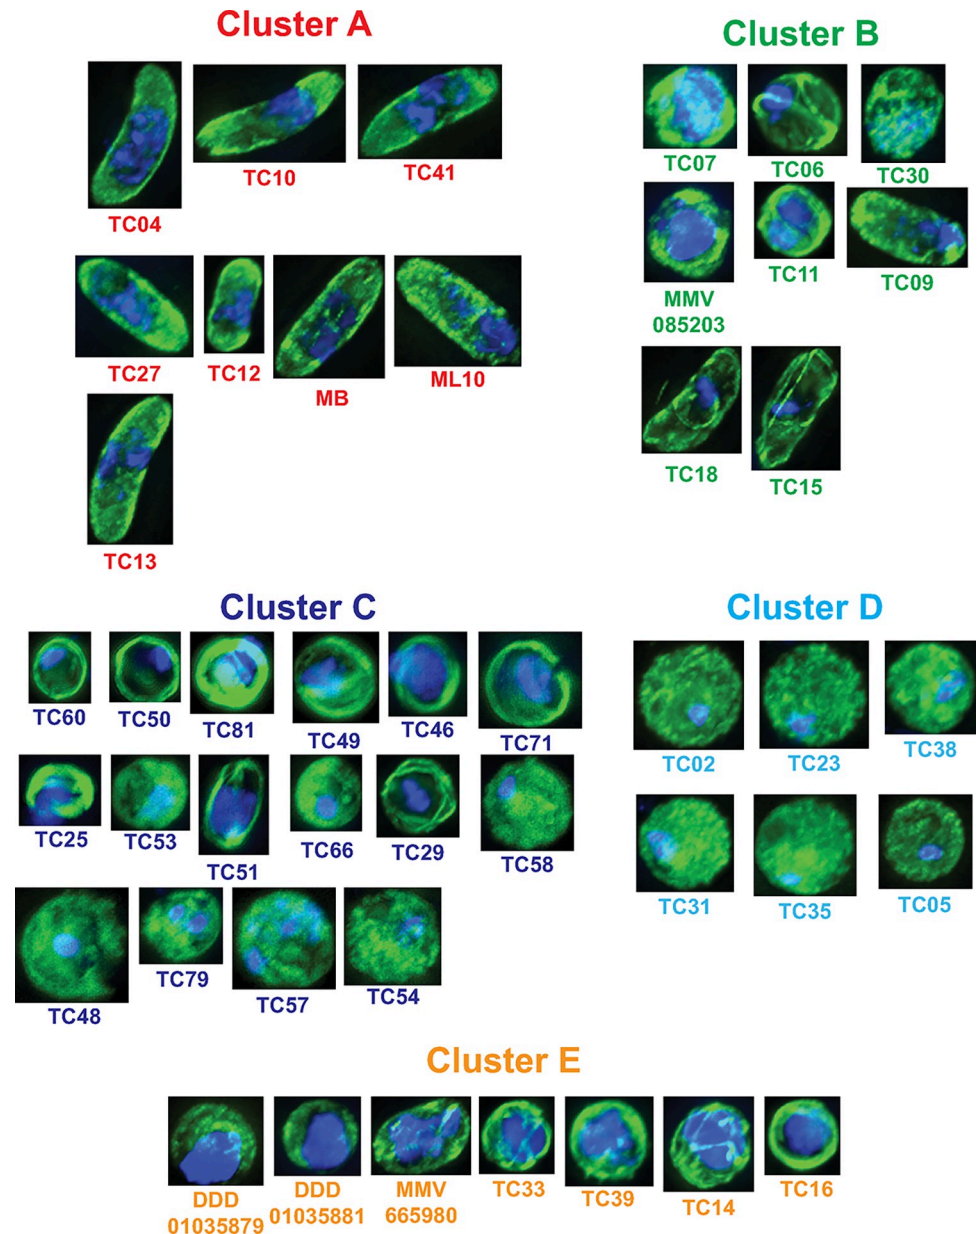 Cluster A
Cluster B
TC04
TC10
TC41
TC07
TC06
TC30
TC27
TC12
MB
ML10
MMV
085203
TC11
TC09
TC13
TC18
TC15
Cluster C
Cluster D
TC60
TC50
TC81
TC49
TC46
TC71
TC02
TC23
TC38
TC25
TC53
TC51
TC66
TC29
TC58
TC31
TC35
TC05
TC48
TC79
TC57
TC54
Cluster E
DDD
01035879
DDD
01035881
MMV
665980
TC33
TC39
TC14
TC16